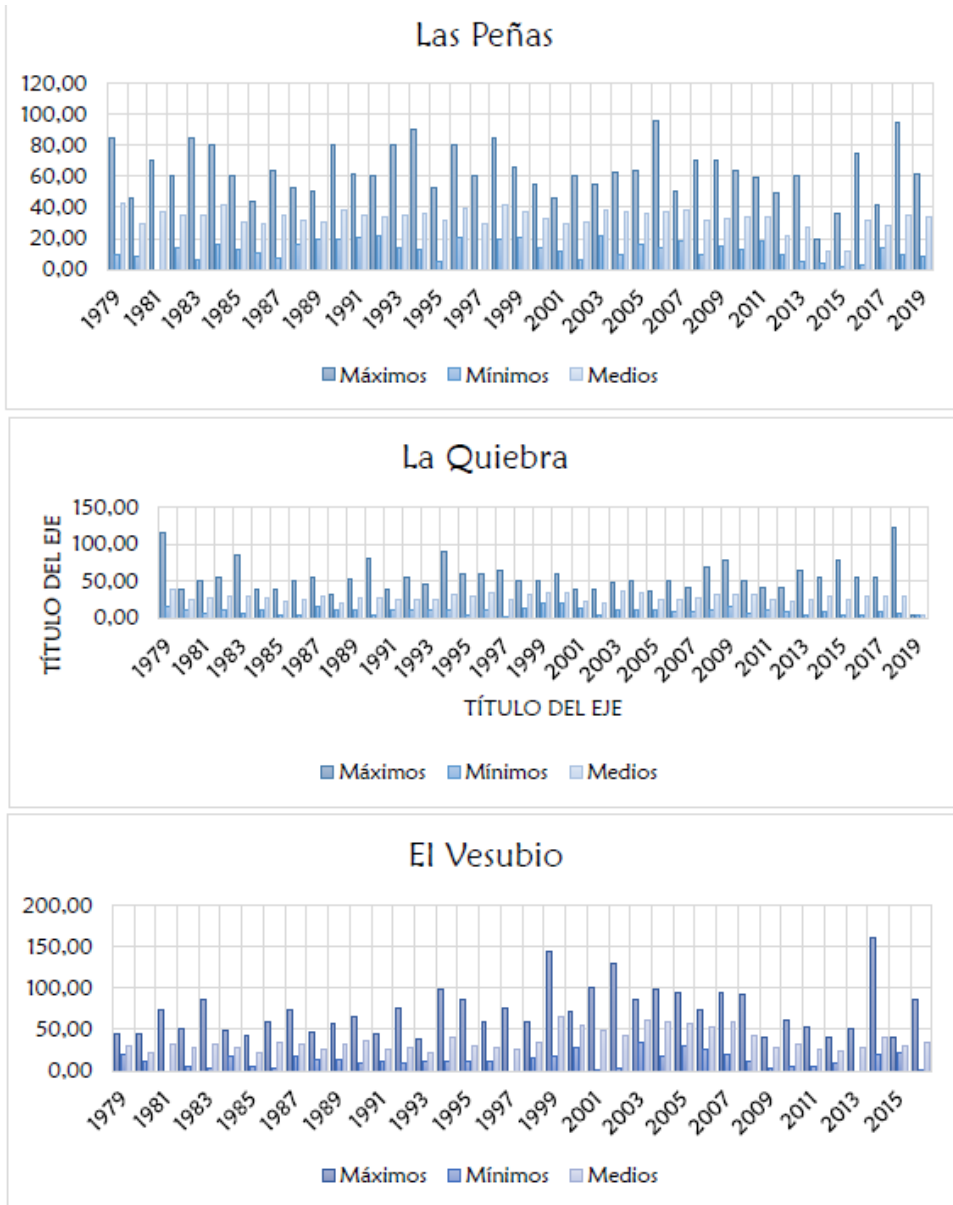 Las Peñas
120,00
100,00
80,00
60,00
40,00
20,00
0,00
1979 1981 1983 1985 1987 1989 1991 1993 1995 1997 1999 2001 2003 2005 2007 2009 2011 2013 2015 2017 2019
Máximos Mínimos Medios
La Quiebra
TÍTULO DEL EJE
150,00
100,00
50,00
0,00
1979 1981 1983 1985 1987 1989 1991 1993 1995 1997 1999 2001 2003 2005 2007 2009 2011 2013 2015 2017 2019
TÍTULO DEL EJE
Máximos Mínimos Medios
El Vesubio
200,00
150,00
100,00
50,00
0,00
1979 1981 1983 1985 1987 1989 1991 1993 1995 1997 1999 2001 2003 2005 2007 2009 2011 2013 2015
Máximos Mínimos Medios